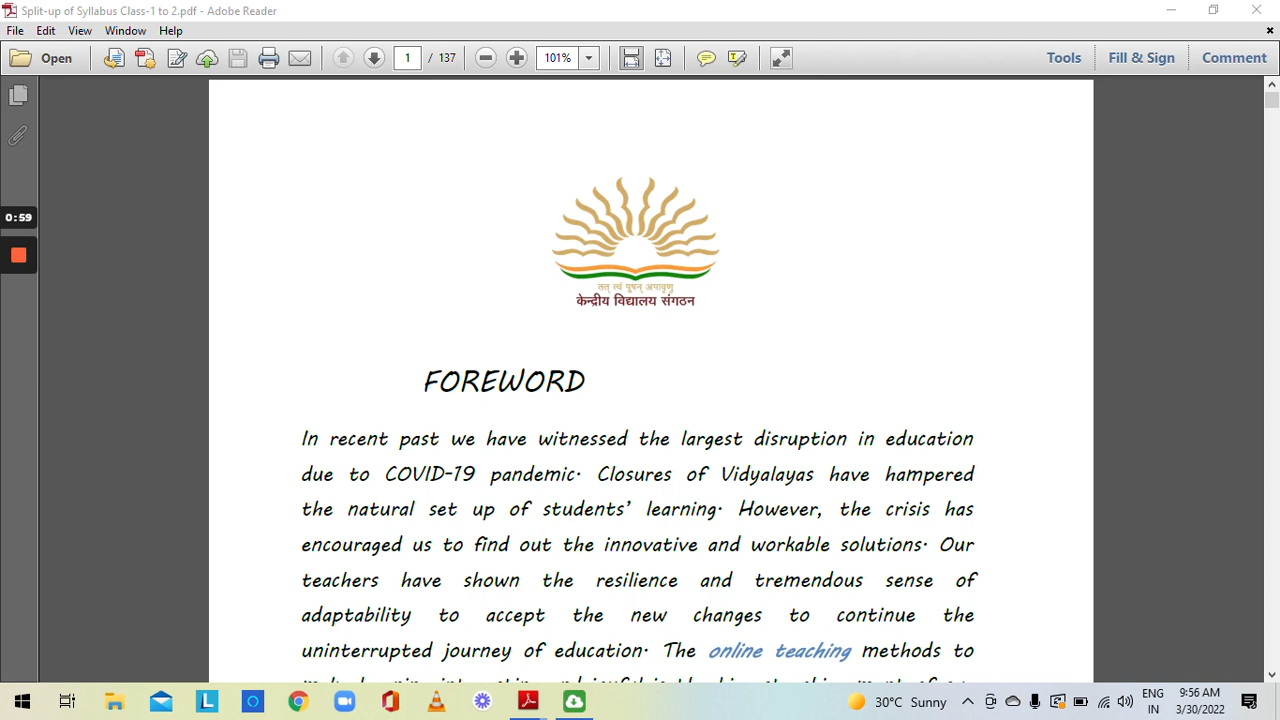 Split-up of Syllabus Class-1 to 2.pdf - Adobe Reader
File Edit View Window Help
Open 1 / 137 101% Tools Fill & Sign Comment
0:59
तत् त्वं पूषन् अपावृणु
केन्द्रीय विद्यालय संगठन
FOREWORD
In recent past we have witnessed the largest disruption in education
due to COVID-19 pandemic. Closures of Vidyalayas have hampered
the natural set up of students’ learning. However, the crisis has
encouraged us to find out the innovative and workable solutions. Our
teachers have shown the resilience and tremendous sense of
adaptability to accept the new changes to continue the
uninterrupted journey of education. The online teaching methods to
L
30°C Sunny
ENG
IN
9:56 AM
3/30/2022